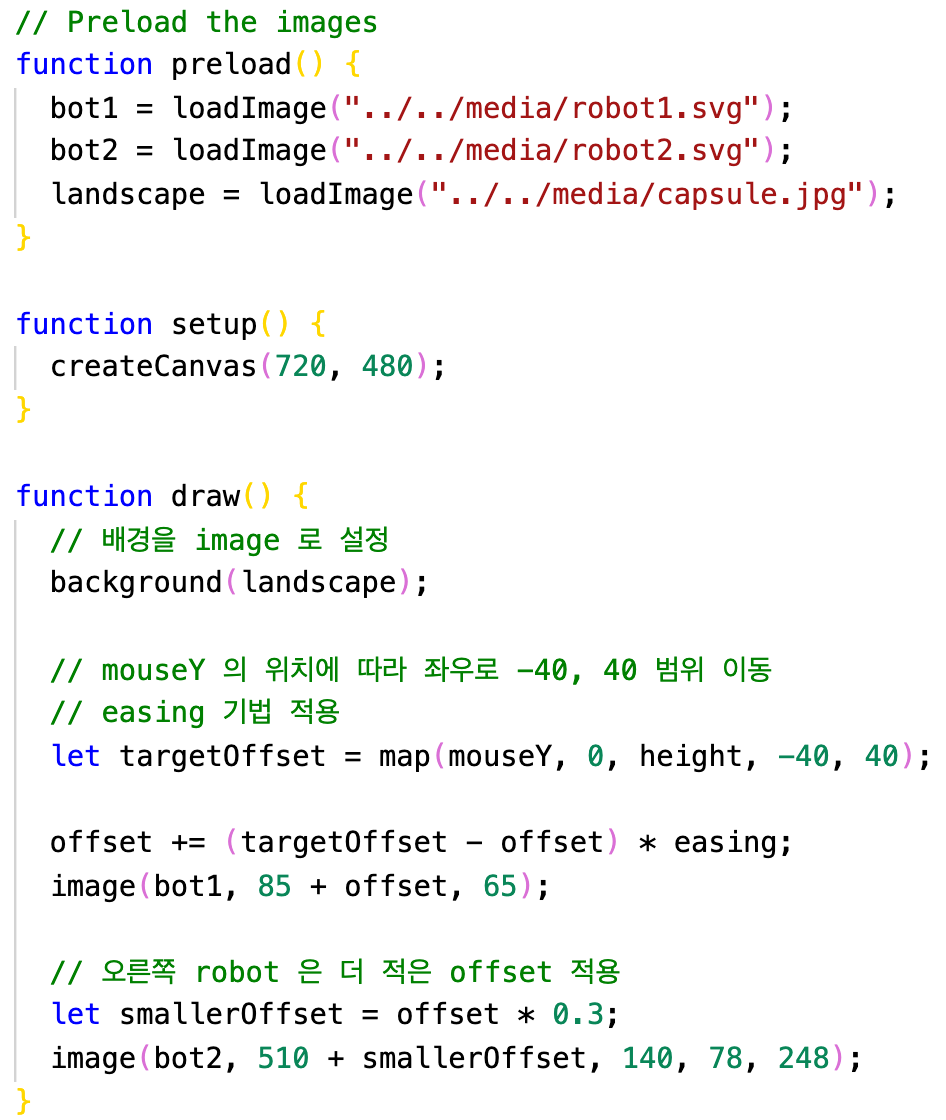 // Preload the images
function preload() {
  bot1 = loadImage("../../media/robot1.svg");
  bot2 = loadImage("../../media/robot2.svg");
  landscape = loadImage("../../media/capsule.jpg");
}

function setup() {
  createCanvas(720, 480);
}

function draw() {
  // 배경을 image 로 설정
  background(landscape);

  // mouseY 의 위치에 따라 좌우로 -40, 40 범위 이동
  // easing 기법 적용
  let targetOffset = map(mouseY, 0, height, -40, 40);

  offset += (targetOffset - offset) * easing;
  image(bot1, 85 + offset, 65);

  // 오른쪽 robot 은 더 적은 offset 적용
  let smallerOffset = offset * 0.3;
  image(bot2, 510 + smallerOffset, 140, 78, 248);
}